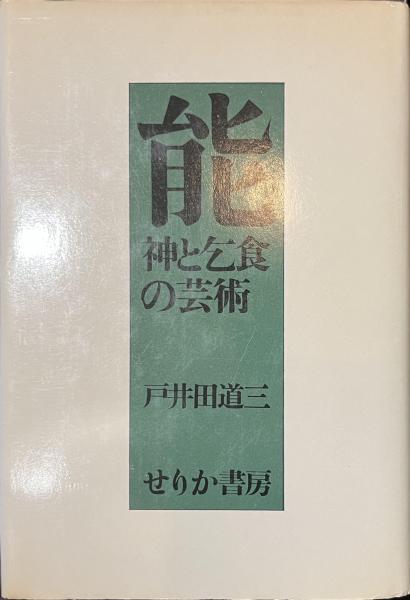 能
神と乞食
の芸術
戸井田道三
せりか書房